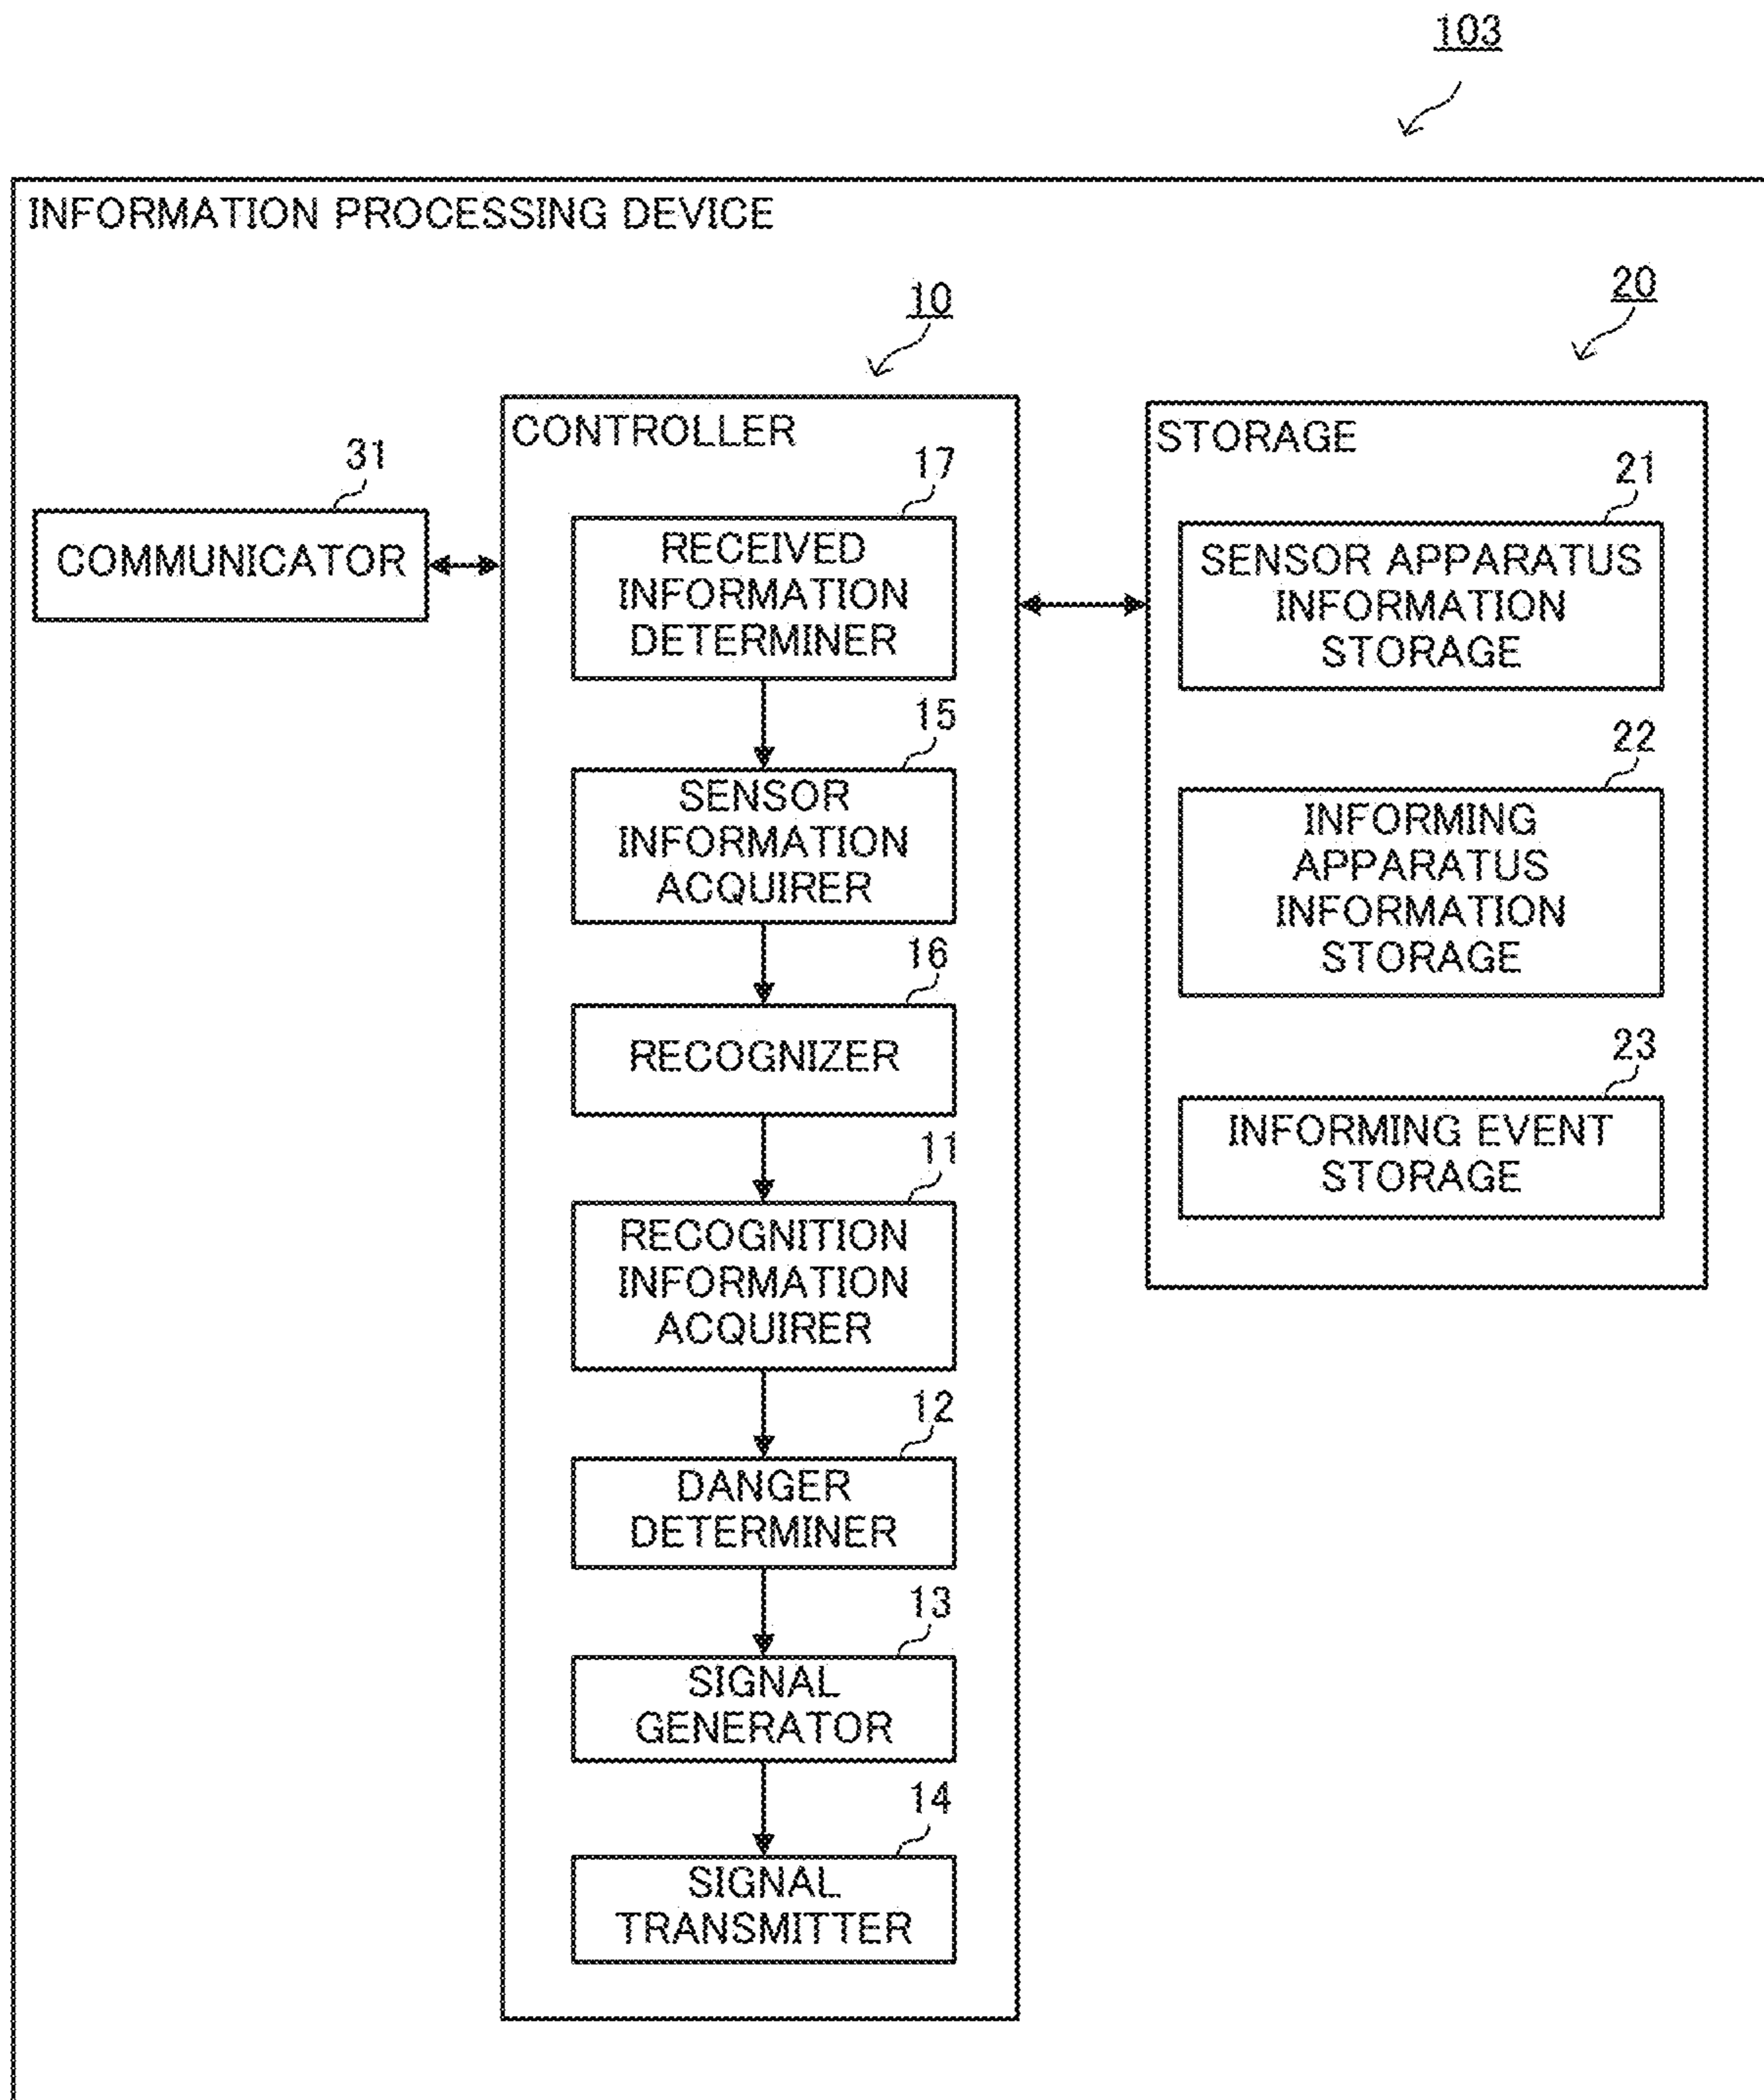 103
INFORMATION PROCESSING DEVICE
10
20
CONTROLLER
STORAGE
31
COMMUNICATOR
17
RECEIVED
INFORMATION
DETERMINER
15
SENSOR
INFORMATION
ACQUIRER
16
RECOGNIZER
11
RECOGNITION
INFORMATION
ACQUIRER
12
DANGER
DETERMINER
13
SIGNAL
GENERATOR
14
SIGNAL
TRANSMITTER
21
SENSOR APPARATUS
INFORMATION
STORAGE
22
INFORMING
APPARATUS
INFORMATION
STORAGE
23
INFORMING EVENT
STORAGE